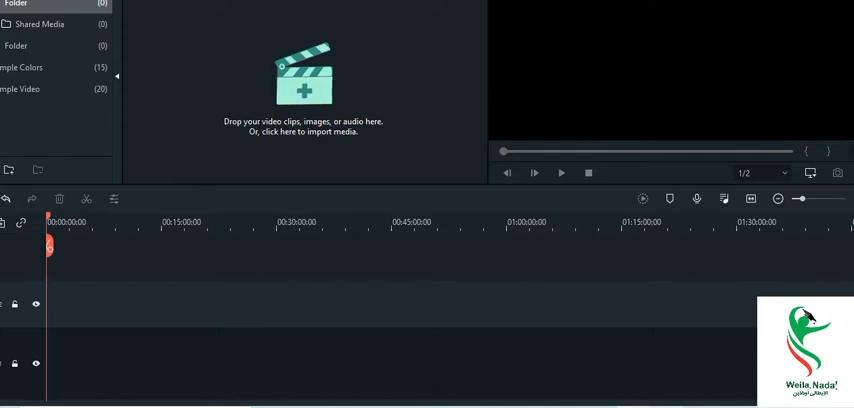 Folder (0)
Shared Media (0)
Folder (0)
mple Colors (15)
mple Video (20)
Drop your video clips, images, or audio here.
Or, click here to import media.
{ }
1/2
00:00:00:00 00:15:00:00 00:30:00:00 00:45:00:00 01:00:00:00 01:15:00:00 01:30:00:00
Weila, Nada!